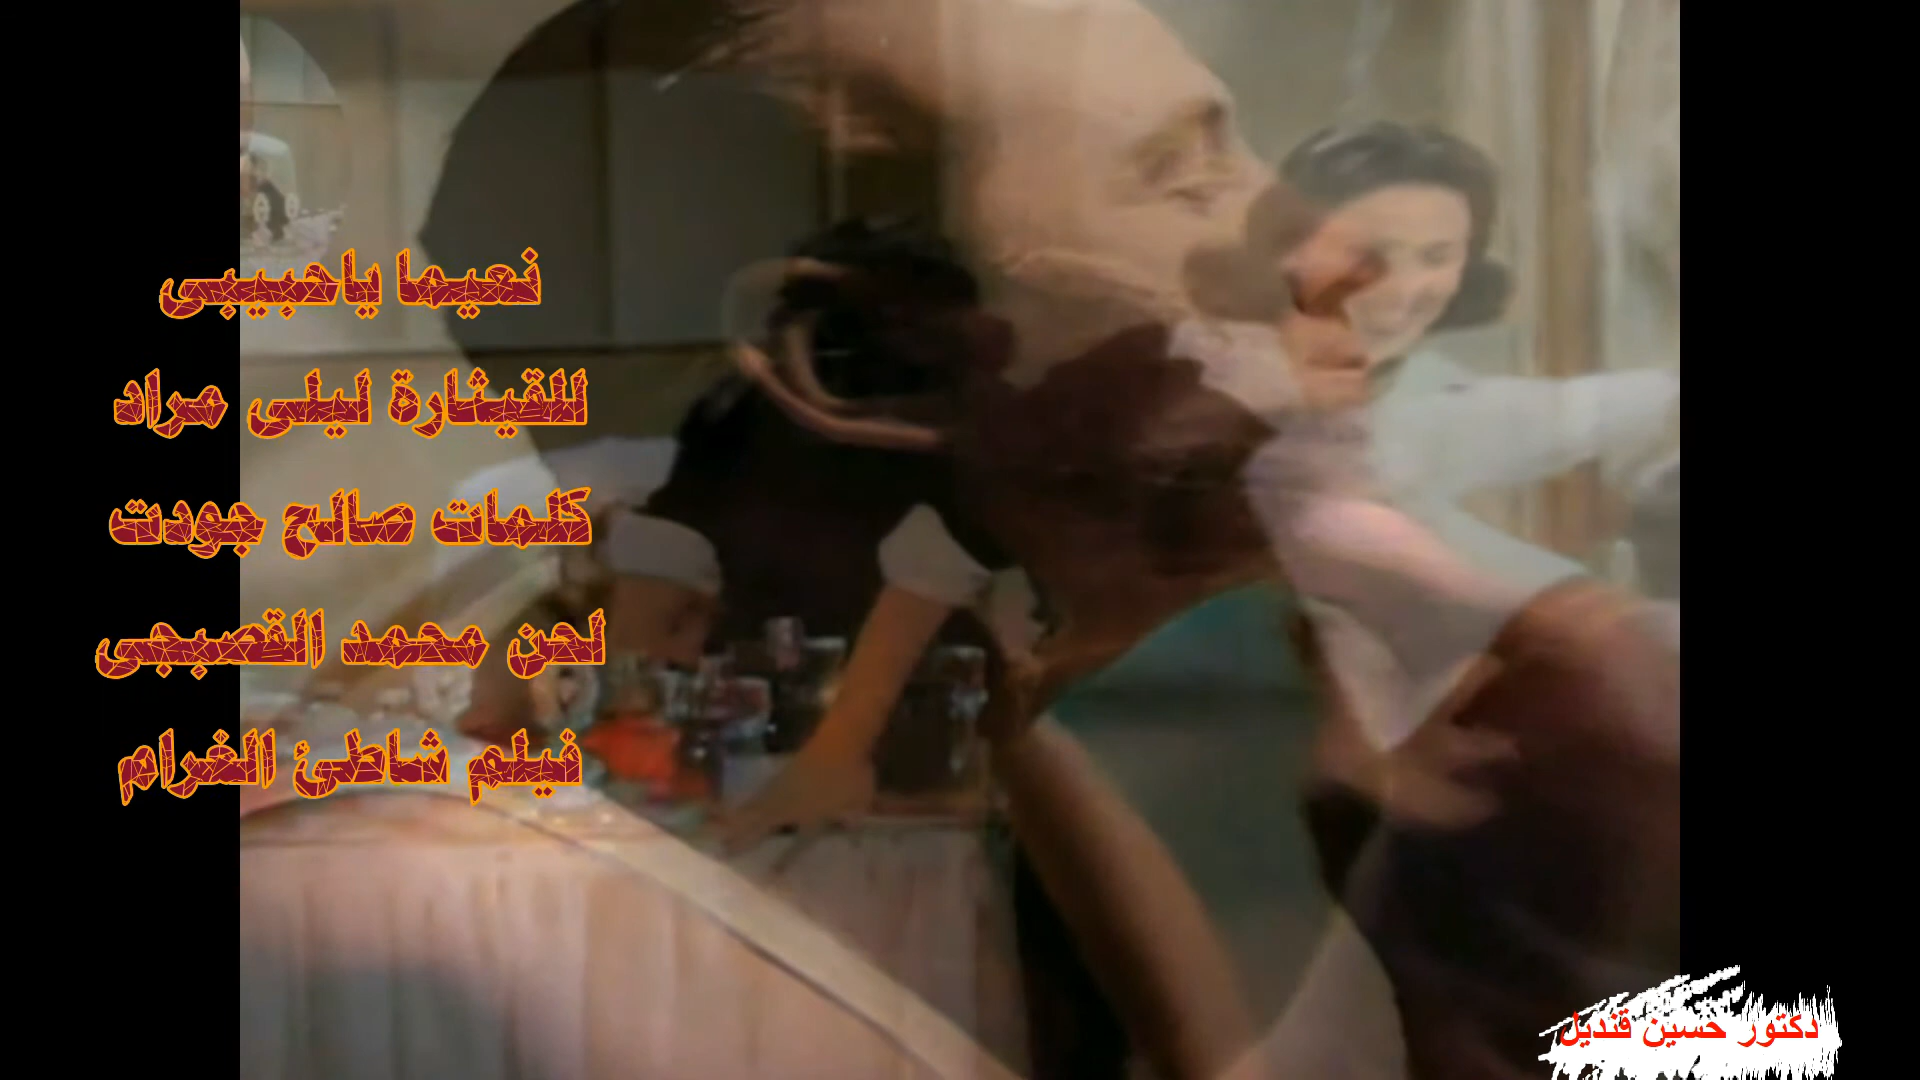 نعيما ياحبيبى
للقيثارة ليلى مراد
كلمات صالح جودت
لحن محمد القصبجى
فيلم شاطئ الغرام
دكتور حسين قنديل